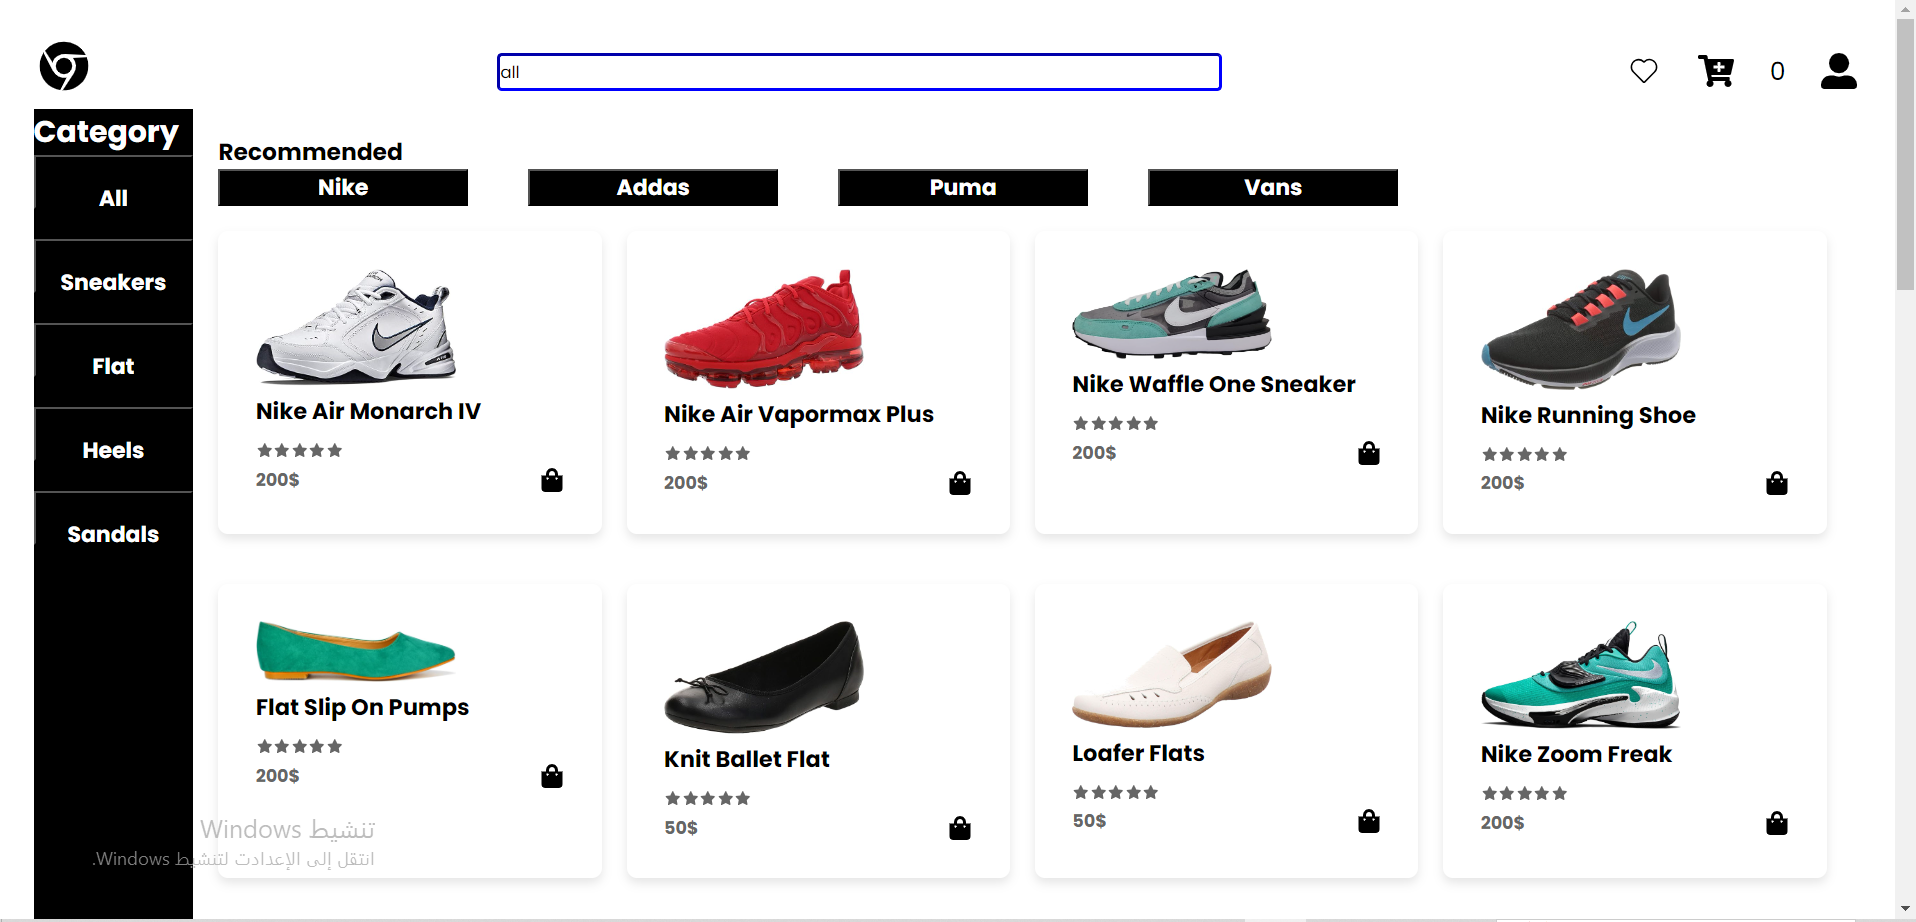 all
0
Category
All
Sneakers
Flat
Heels
Sandals
Recommended
Nike
Addas
Puma
Vans
Nike Air Monarch IV
200$
Nike Air Vapormax Plus
200$
Nike Waffle One Sneaker
200$
Nike Running Shoe
200$
Flat Slip On Pumps
200$
Knit Ballet Flat
50$
Loafer Flats
50$
Nike Zoom Freak
200$
تنشيط Windows
انتقل إلى الإعدادت لتنشيط Windows.